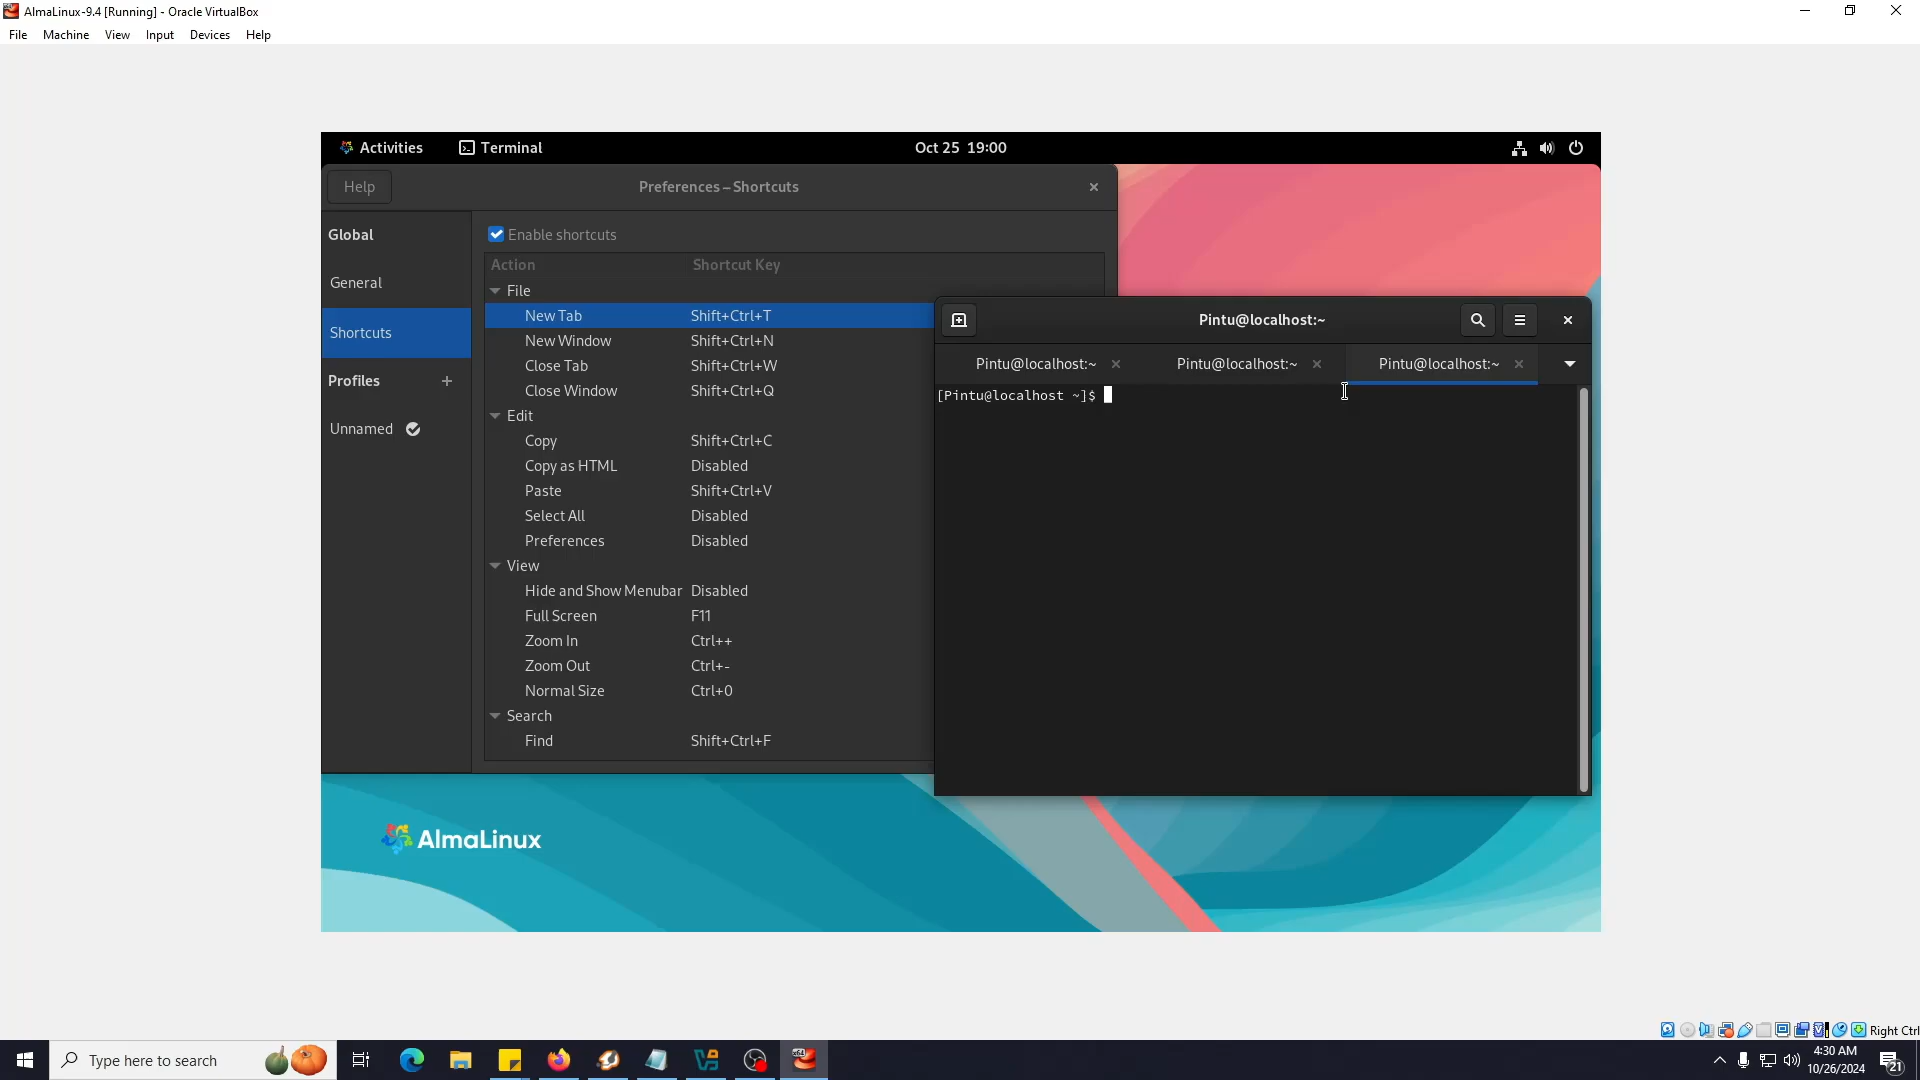 AlmaLinux-9.4 [Running] - Oracle VirtualBox
File Machine View Input Devices Help
Activities Terminal Oct 25 19:00
Help Preferences – Shortcuts
Global
General
Shortcuts
Profiles
Unnamed
Enable shortcuts
Action Shortcut Key
File
New Tab Shift+Ctrl+T
New Window Shift+Ctrl+N
Close Tab Shift+Ctrl+W
Close Window Shift+Ctrl+Q
Edit
Copy Shift+Ctrl+C
Copy as HTML Disabled
Paste Shift+Ctrl+V
Select All Disabled
Preferences Disabled
View
Hide and Show Menubar Disabled
Full Screen F11
Zoom In Ctrl++
Zoom Out Ctrl+-
Normal Size Ctrl+0
Search
Find Shift+Ctrl+F
Pintu@localhost:~
Pintu@localhost:~ Pintu@localhost:~ Pintu@localhost:~
[Pintu@localhost ~]$
AlmaLinux
Right Ctrl
Type here to search
4:30 AM
10/26/2024
21